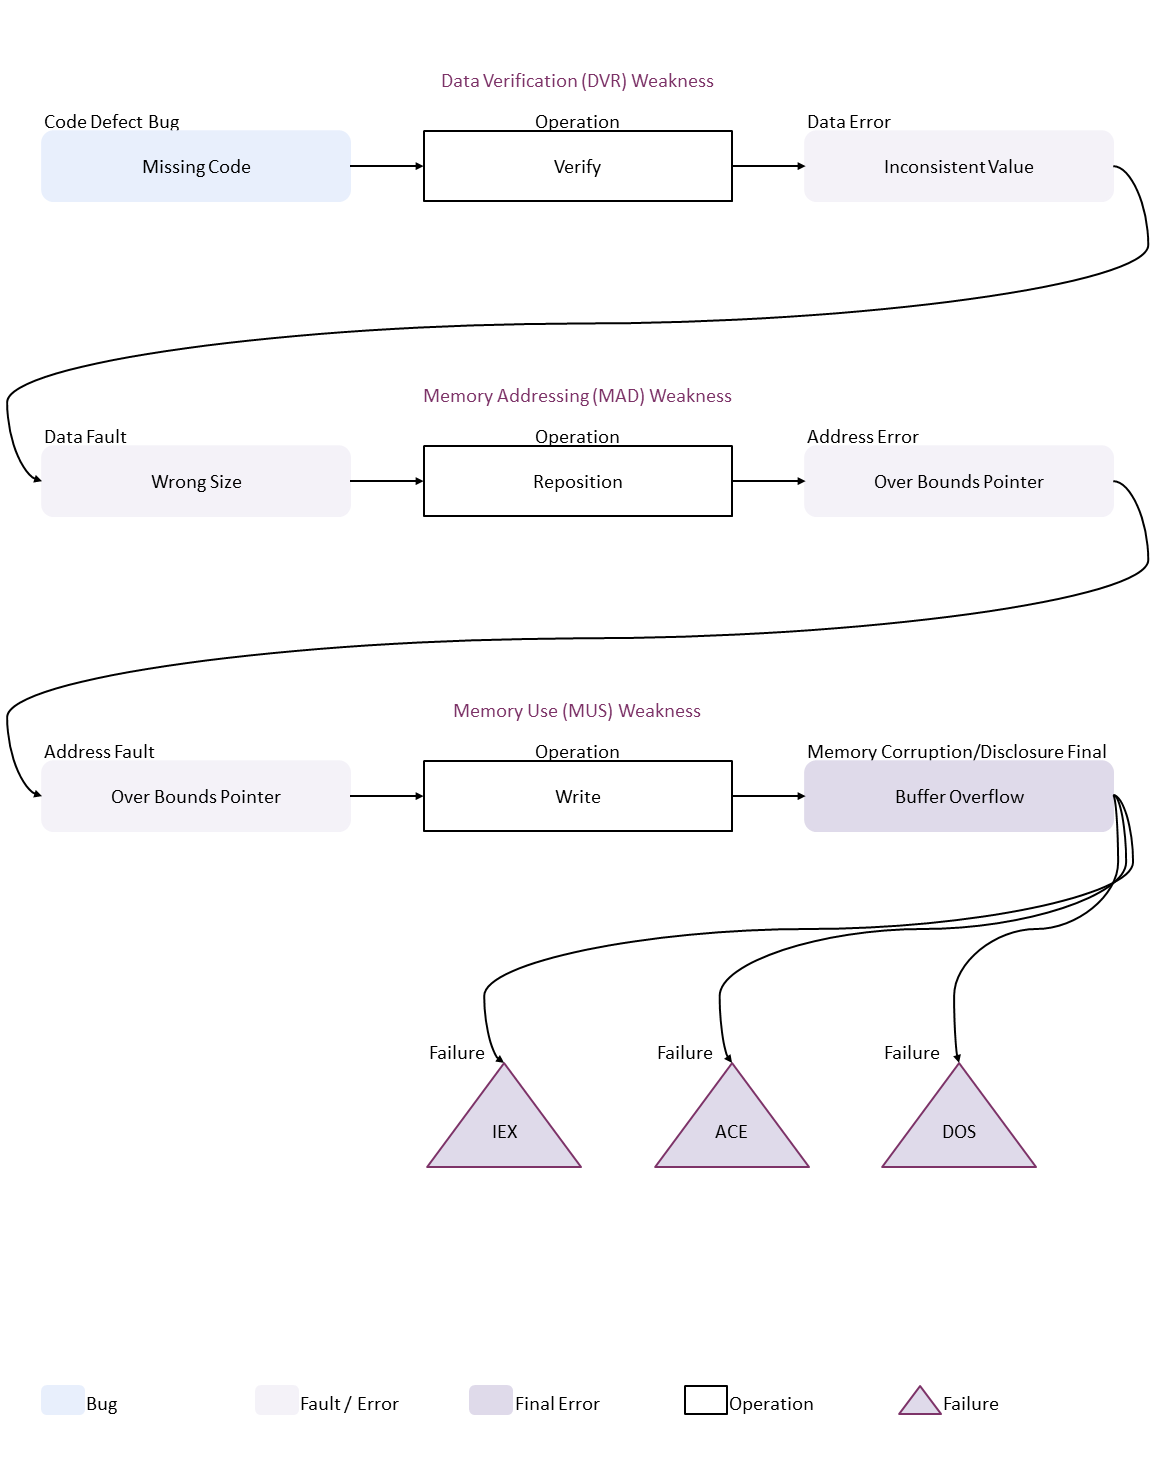 Data Verification (DVR) Weakness
Code Defect Bug
Operation
Data Error
Missing Code
Verify
Inconsistent Value
Memory Addressing (MAD) Weakness
Data Fault
Operation
Address Error
Wrong Size
Reposition
Over Bounds Pointer
Memory Use (MUS) Weakness
Address Fault
Operation
Memory Corruption/Disclosure Final
Over Bounds Pointer
Write
Buffer Overflow
Failure
Failure
Failure
IEX
ACE
DOS
Bug
Fault / Error
Final Error
Operation
Failure